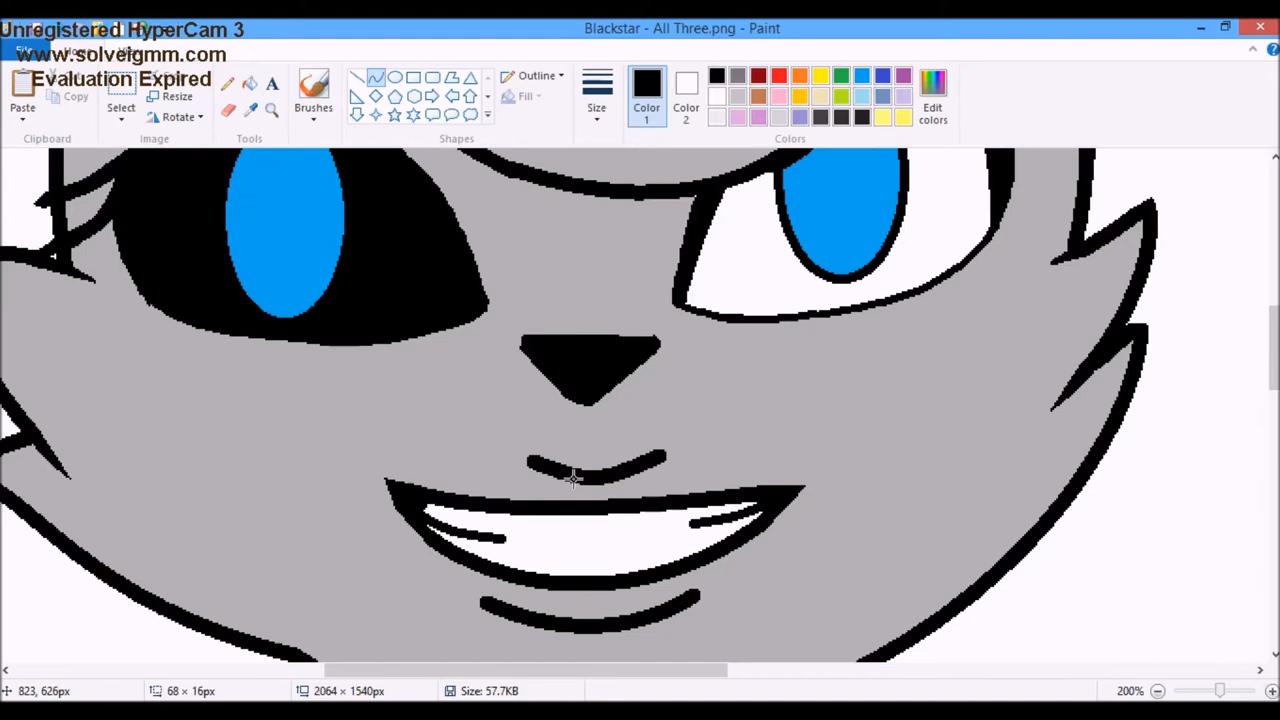 Unregistered HyperCam 3
www.solveigmm.com
Evaluation Expired
Blackstar - All Three.png - Paint
File
Paste
Copy
Select
Resize
Rotate
Brushes
Outline
Fill
Size
Color 1
Color 2
Edit colors
Clipboard
Image
Tools
Shapes
Colors
823, 626px
68 × 16px
2064 × 1540px
Size: 57.7KB
200%